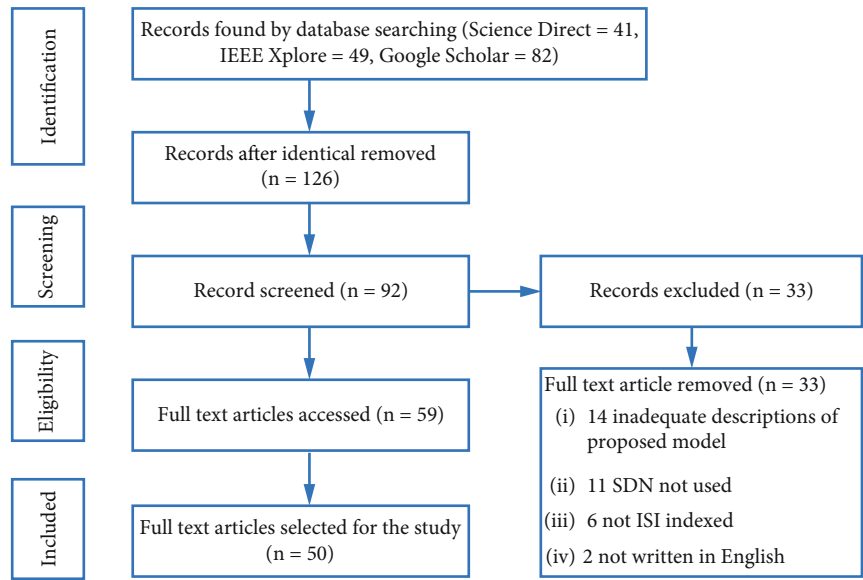 Identification
Records found by database searching (Science Direct = 41,
IEEE Xplore = 49, Google Scholar = 82)
Records after identical removed
(n = 126)
Screening
Record screened (n = 92)
Records excluded (n = 33)
Eligibility
Full text articles accessed (n = 59)
Full text article removed (n = 33)
(i) 14 inadequate descriptions of
proposed model
(ii) 11 SDN not used
(iii) 6 not ISI indexed
(iv) 2 not written in English
Included
Full text articles selected for the study
(n = 50)